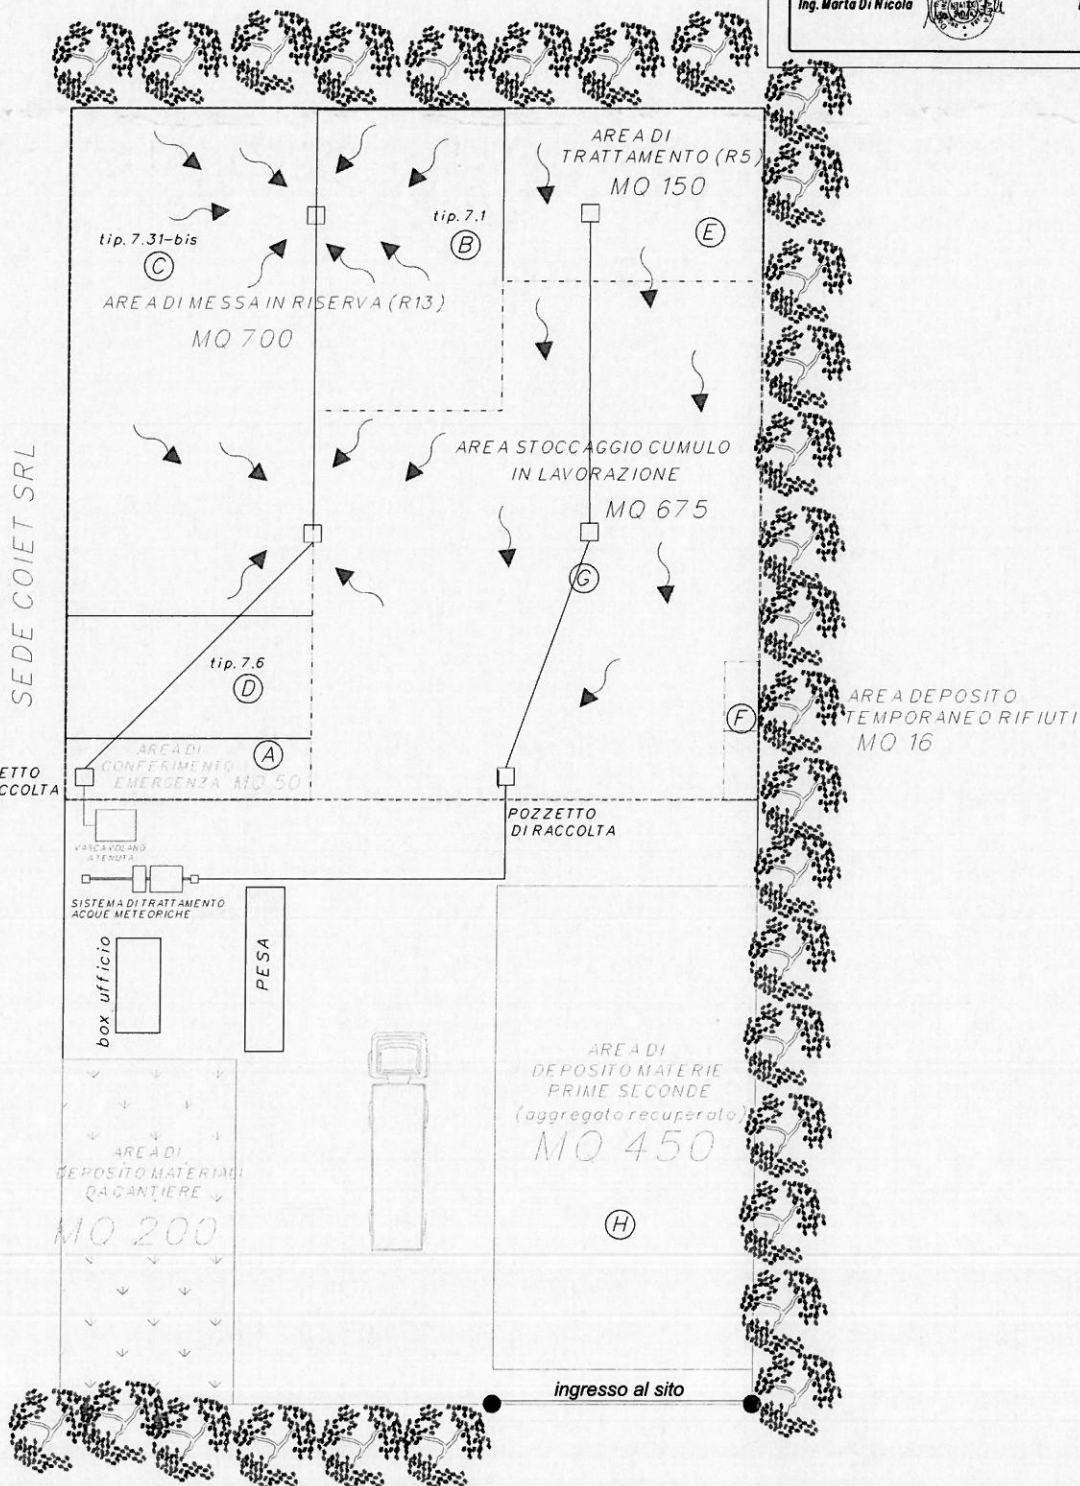 Ing. Marta Di Nicola
AREA DI
TRATTAMENTO (R5)
MQ 150
E
tip. 7.1
B
tip. 7.31-bis
C
AREA DI MESSA IN RISERVA (R13)
MQ 700
AREA STOCCAGGIO CUMULO
IN LAVORAZIONE
MQ 675
G
SEDE COIET SRL
tip. 7.6
D
F
AREA DEPOSITO
TEMPORANEO RIFIUTI
MQ 16
A
AREA DI
CONFERIMENTO
EMERGENZA MQ 50
ETTO
CCOLTA
POZZETTO
DI RACCOLTA
VASCA VOLANO
A TENUTA
SISTEMA DI TRATTAMENTO
ACQUE METEORICHE
box ufficio
PESA
AREA DI
DEPOSITO MATERIE
PRIME SECONDE
(aggregato recuperato)
MQ 450
H
AREA DI
DEPOSITO MATERIALI
DA CANTIERE
MQ 200
ingresso al sito